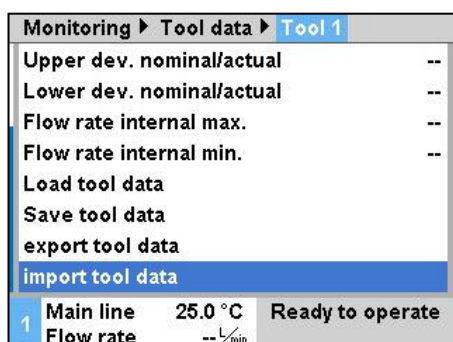 Monitoring ▶ Tool data ▶ Tool 1
Upper dev. nominal/actual --
Lower dev. nominal/actual --
Flow rate internal max. --
Flow rate internal min. --
Load tool data
Save tool data
export tool data
import tool data
1 Main line 25.0 °C Ready to operate
Flow rate -- L/min